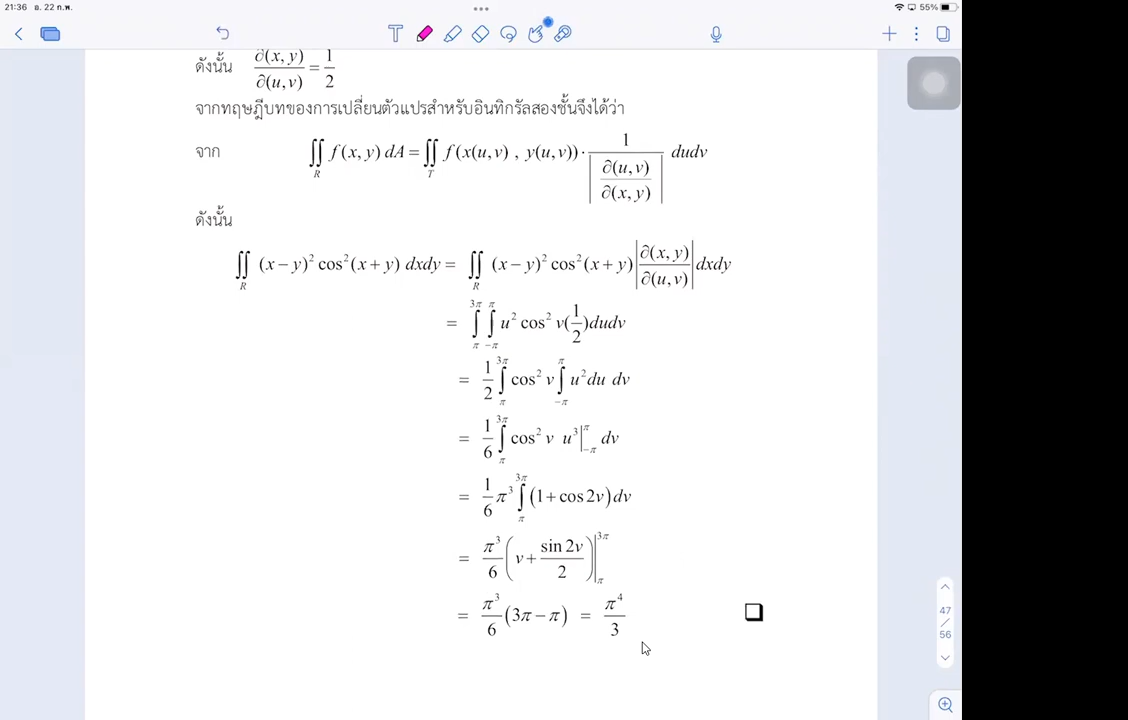 21:36 อ. 22 ก.พ.
55%
ดังนั้น ∂(x, y)/∂(u, v) = 1/2
จากทฤษฎีบทของการเปลี่ยนตัวแปรสำหรับอินทิกรัลสองชั้นจึงได้ว่า
จาก ∬_R f(x, y) dA = ∬_T f(x(u, v) , y(u, v)) · 1/|∂(u, v)/∂(x, y)| dudv
ดังนั้น
∬_R (x − y)² cos²(x + y) dxdy = ∬_R (x − y)² cos²(x + y) |∂(x, y)/∂(u, v)| dxdy
= ∫_π^{3π} ∫_{−π}^{π} u² cos² v(1/2)dudv
= 1/2 ∫_π^{3π} cos² v ∫_{−π}^{π} u² du dv
= 1/6 ∫_π^{3π} cos² v u³|_{−π}^{π} dv
= 1/6 π³ ∫_π^{3π} (1 + cos 2v) dv
= π³/6 (v + sin 2v/2)|_π^{3π}
= π³/6 (3π − π) = π⁴/3
47
/
56